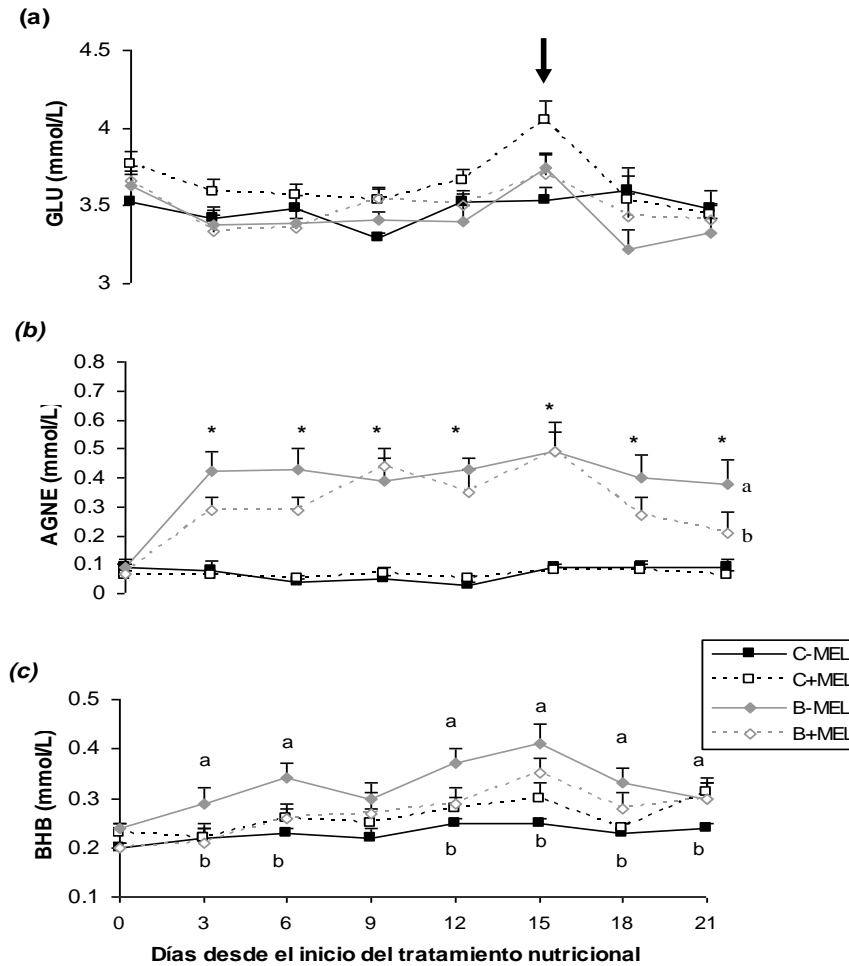 (a)
4.5
4
3.5
3
GLU (mmol/L)
(b)
0.8
0.7
0.6
0.5
0.4
0.3
0.2
0.1
0
AGNE (mmol/L)
* * * * * * *
a
b
(c)
C-MEL
C+MEL
B-MEL
B+MEL
0.5
0.4
0.3
0.2
0.1
BHB (mmol/L)
a a a a a a
b b b b b b
0 3 6 9 12 15 18 21
Días desde el inicio del tratamiento nutricional